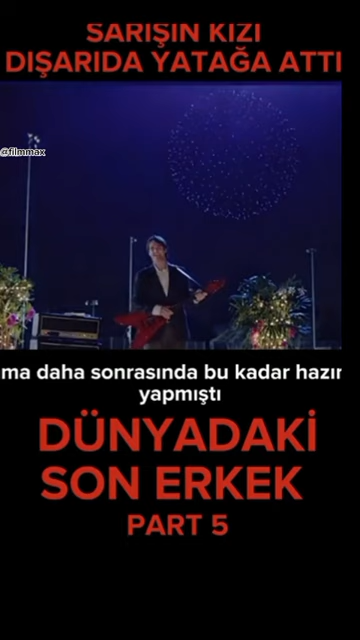 SARIŞIN KIZI
DIŞARIDA YATAĞA ATTI
@filmmax
ma daha sonrasında bu kadar hazır
yapmıştı
DÜNYADAKİ
SON ERKEK
PART 5